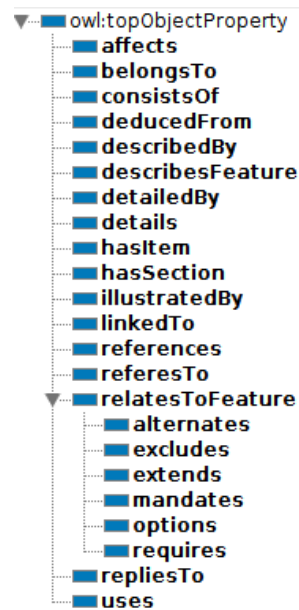 owl:topObjectProperty
affects
belongsTo
consistsOf
deducedFrom
describedBy
describesFeature
detailedBy
details
hasItem
hasSection
illustratedBy
linkedTo
references
referesTo
relatesToFeature
alternates
excludes
extends
mandates
options
requires
repliesTo
uses